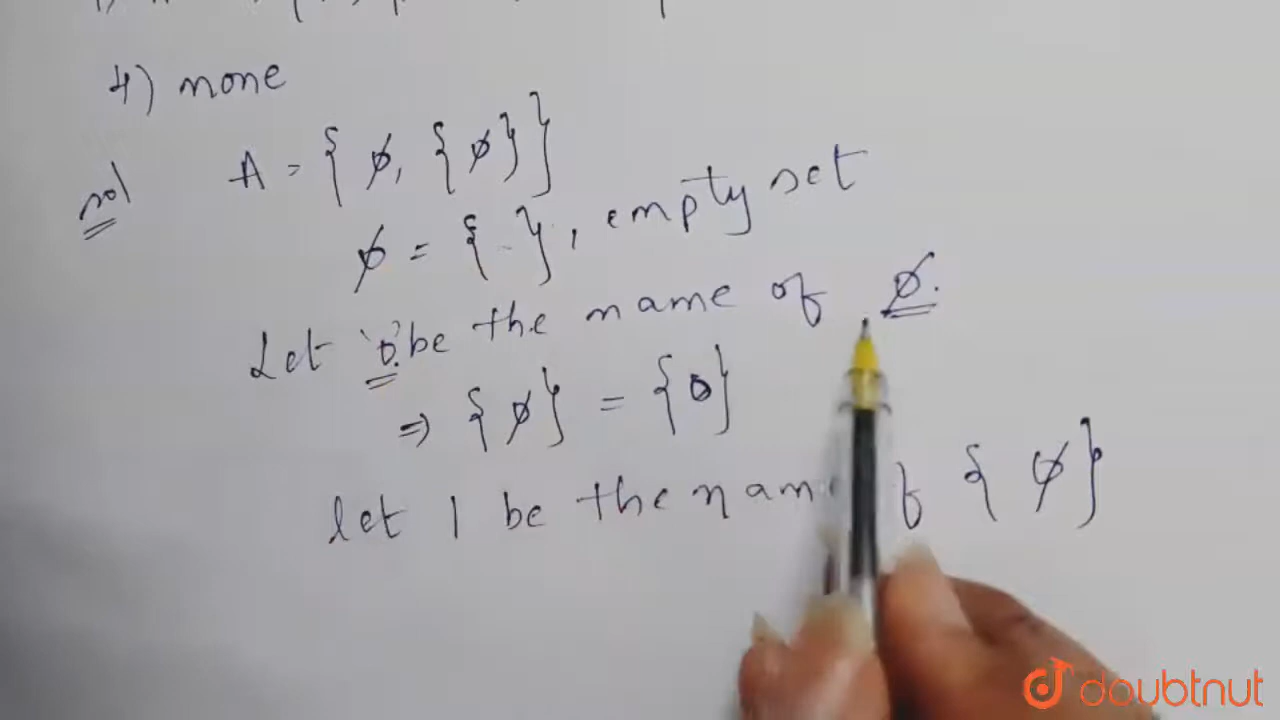 4) none
sol A = { ϕ, { ϕ } }
ϕ = { }, empty set
Let '0' be the name of ϕ.
⇒ { ϕ } = { 0 }
let 1 be the name of { ϕ }
doubtnut